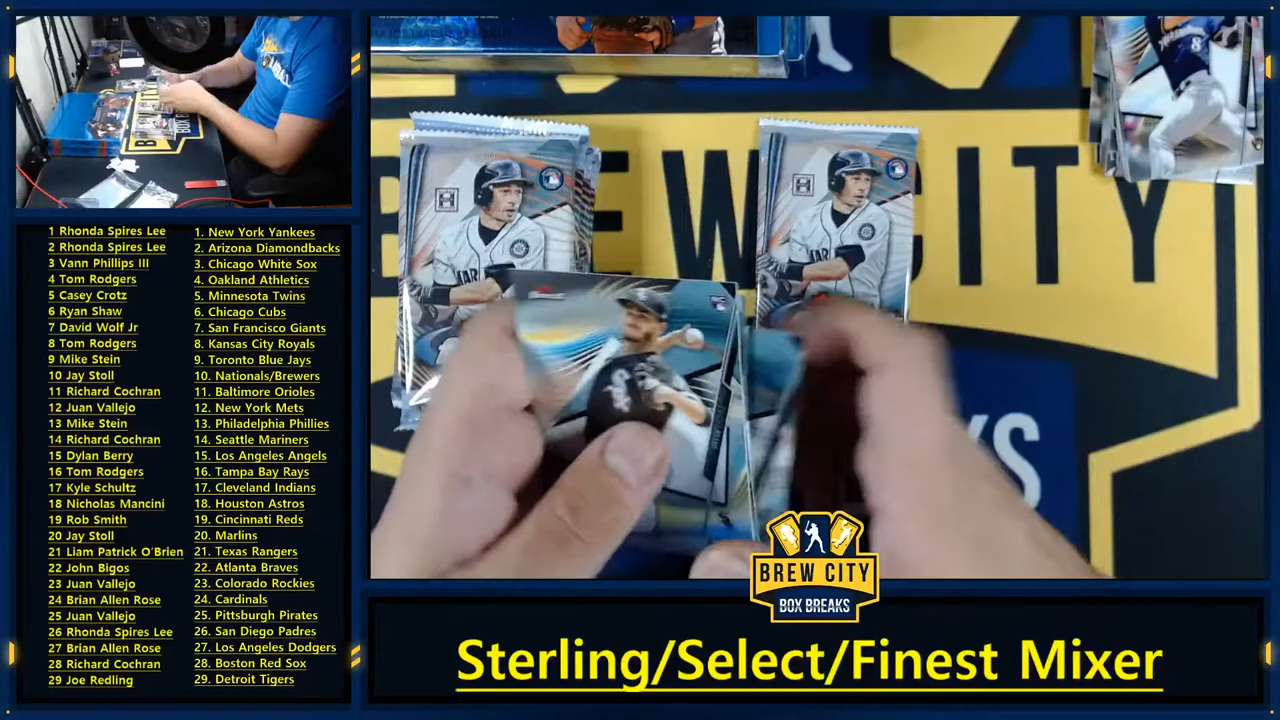 1 Rhonda Spires Lee
2 Rhonda Spires Lee
3 Vann Phillips III
4 Tom Rodgers
5 Casey Crotz
6 Ryan Shaw
7 David Wolf Jr
8 Tom Rodgers
9 Mike Stein
10 Jay Stoll
11 Richard Cochran
12 Juan Vallejo
13 Mike Stein
14 Richard Cochran
15 Dylan Berry
16 Tom Rodgers
17 Kyle Schultz
18 Nicholas Mancini
19 Rob Smith
20 Jay Stoll
21 Liam Patrick O'Brien
22 John Bigos
23 Juan Vallejo
24 Brian Allen Rose
25 Juan Vallejo
26 Rhonda Spires Lee
27 Brian Allen Rose
28 Richard Cochran
29 Joe Redling
1. New York Yankees
2. Arizona Diamondbacks
3. Chicago White Sox
4. Oakland Athletics
5. Minnesota Twins
6. Chicago Cubs
7. San Francisco Giants
8. Kansas City Royals
9. Toronto Blue Jays
10. Nationals/Brewers
11. Baltimore Orioles
12. New York Mets
13. Philadelphia Phillies
14. Seattle Mariners
15. Los Angeles Angels
16. Tampa Bay Rays
17. Cleveland Indians
18. Houston Astros
19. Cincinnati Reds
20. Marlins
21. Texas Rangers
22. Atlanta Braves
23. Colorado Rockies
24. Cardinals
25. Pittsburgh Pirates
26. San Diego Padres
27. Los Angeles Dodgers
28. Boston Red Sox
29. Detroit Tigers
BREW CITY
BOX BREAKS
Sterling/Select/Finest Mixer